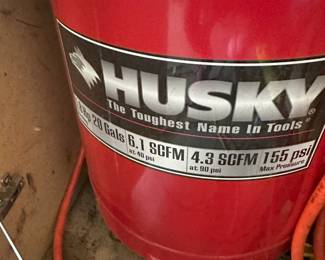 HUSKY®
The Toughest Name In Tools
20 Gals 6.1 SCFM 4.3 SCFM 155 psi
at 40 psi at 90 psi Max Pressure